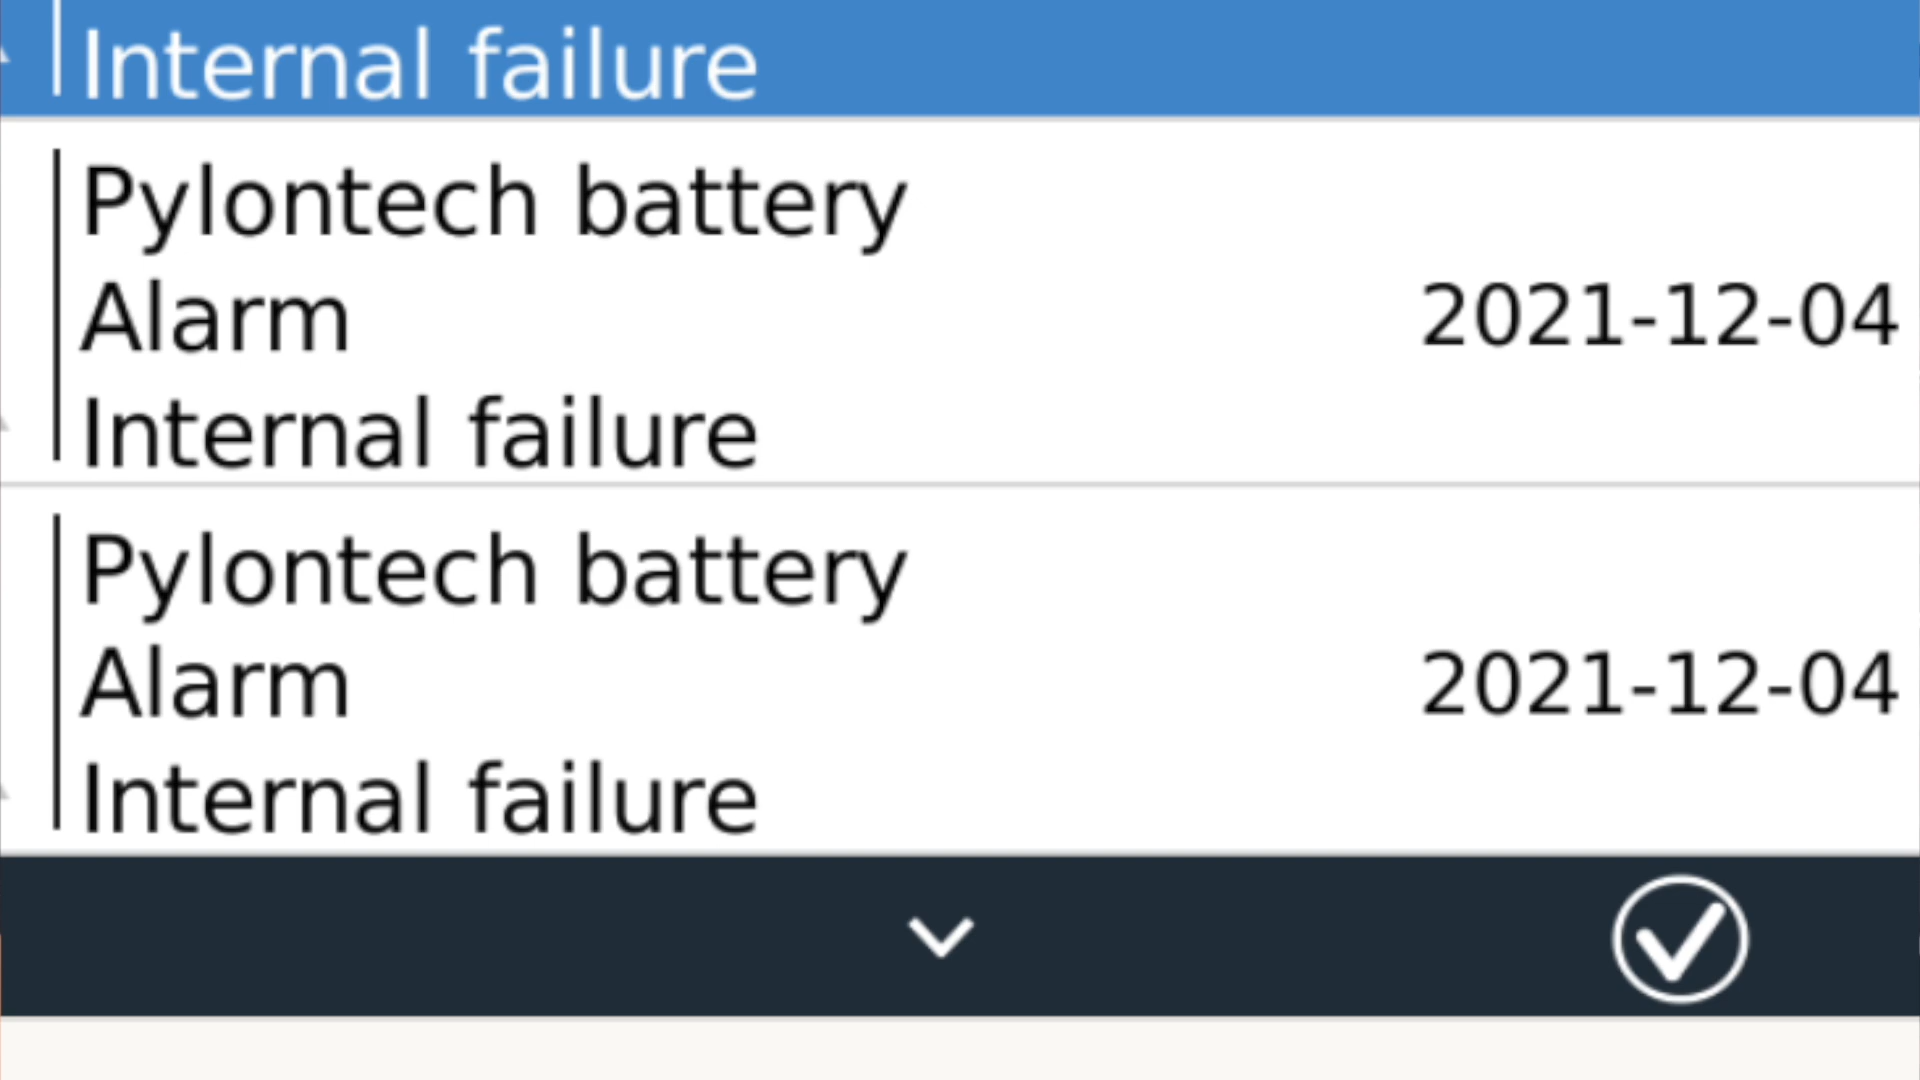 Internal failure
Pylontech battery
Alarm
2021-12-04
Internal failure
Pylontech battery
Alarm
2021-12-04
Internal failure